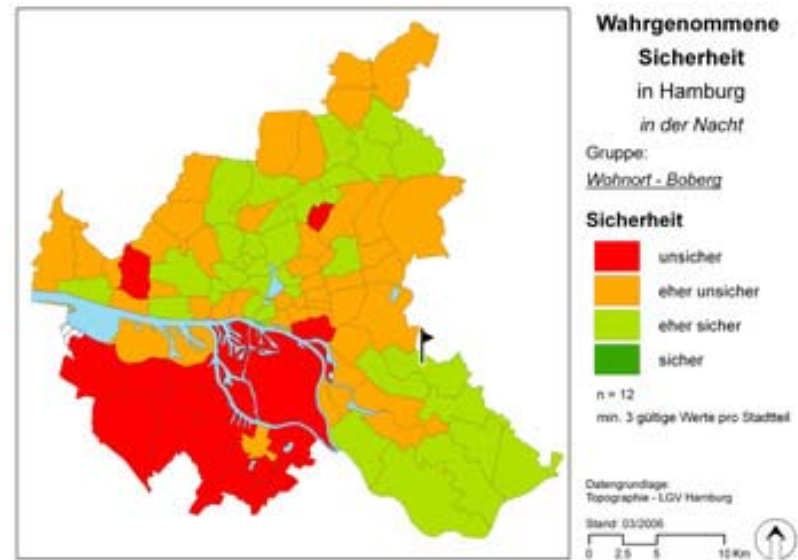 Wahrgenommene
Sicherheit
in Hamburg
in der Nacht
Gruppe:
Wohnort - Boberg
Sicherheit
unsicher
eher unsicher
eher sicher
sicher
n = 12
min. 3 gültige Werte pro Stadtteil
Datengrundlage:
Topographie - LGV Hamburg
Stand: 03/2006
0 2.5 5 10 Km